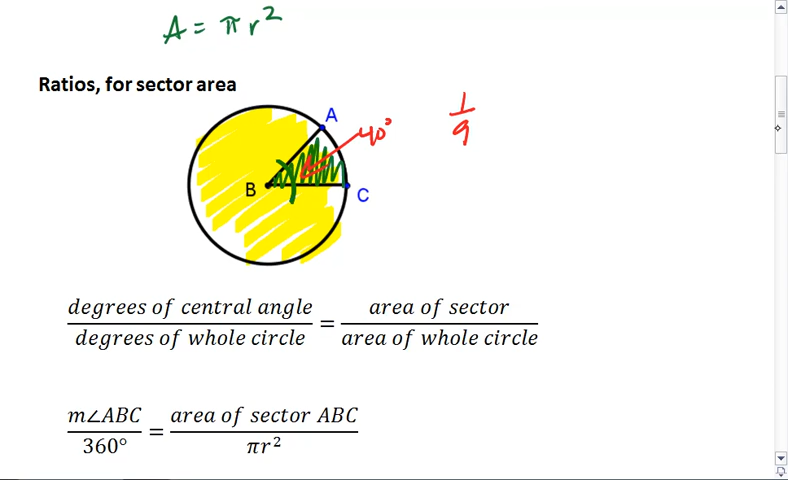 A = πr²
Ratios, for sector area
A
40°
1/9
B
C
degrees of central angle / degrees of whole circle = area of sector / area of whole circle
m∠ABC / 360° = area of sector ABC / πr²